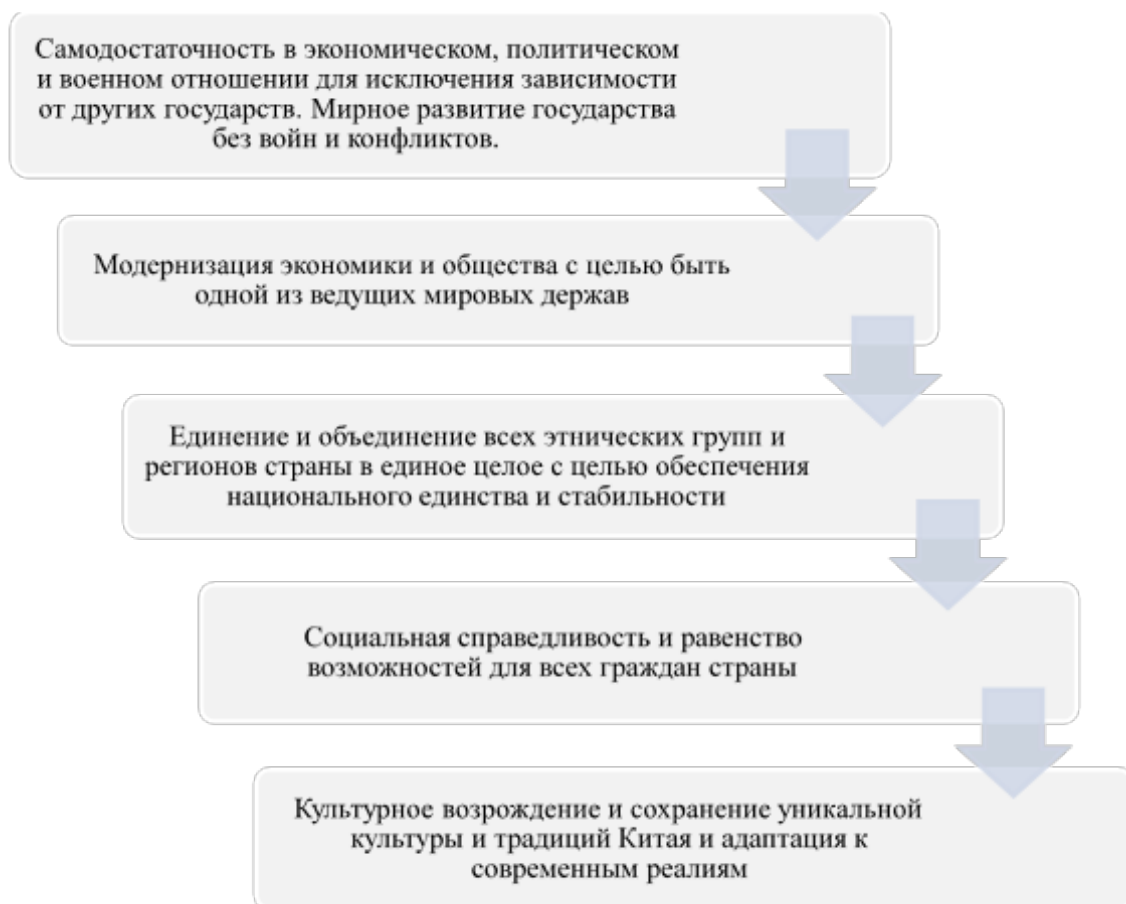 Самодостаточность в экономическом, политическом
и военном отношении для исключения зависимости
от других государств. Мирное развитие государства
без войн и конфликтов.
Модернизация экономики и общества с целью быть
одной из ведущих мировых держав
Единение и объединение всех этнических групп и
регионов страны в единое целое с целью обеспечения
национального единства и стабильности
Социальная справедливость и равенство
возможностей для всех граждан страны
Культурное возрождение и сохранение уникальной
культуры и традиций Китая и адаптация к
современным реалиям